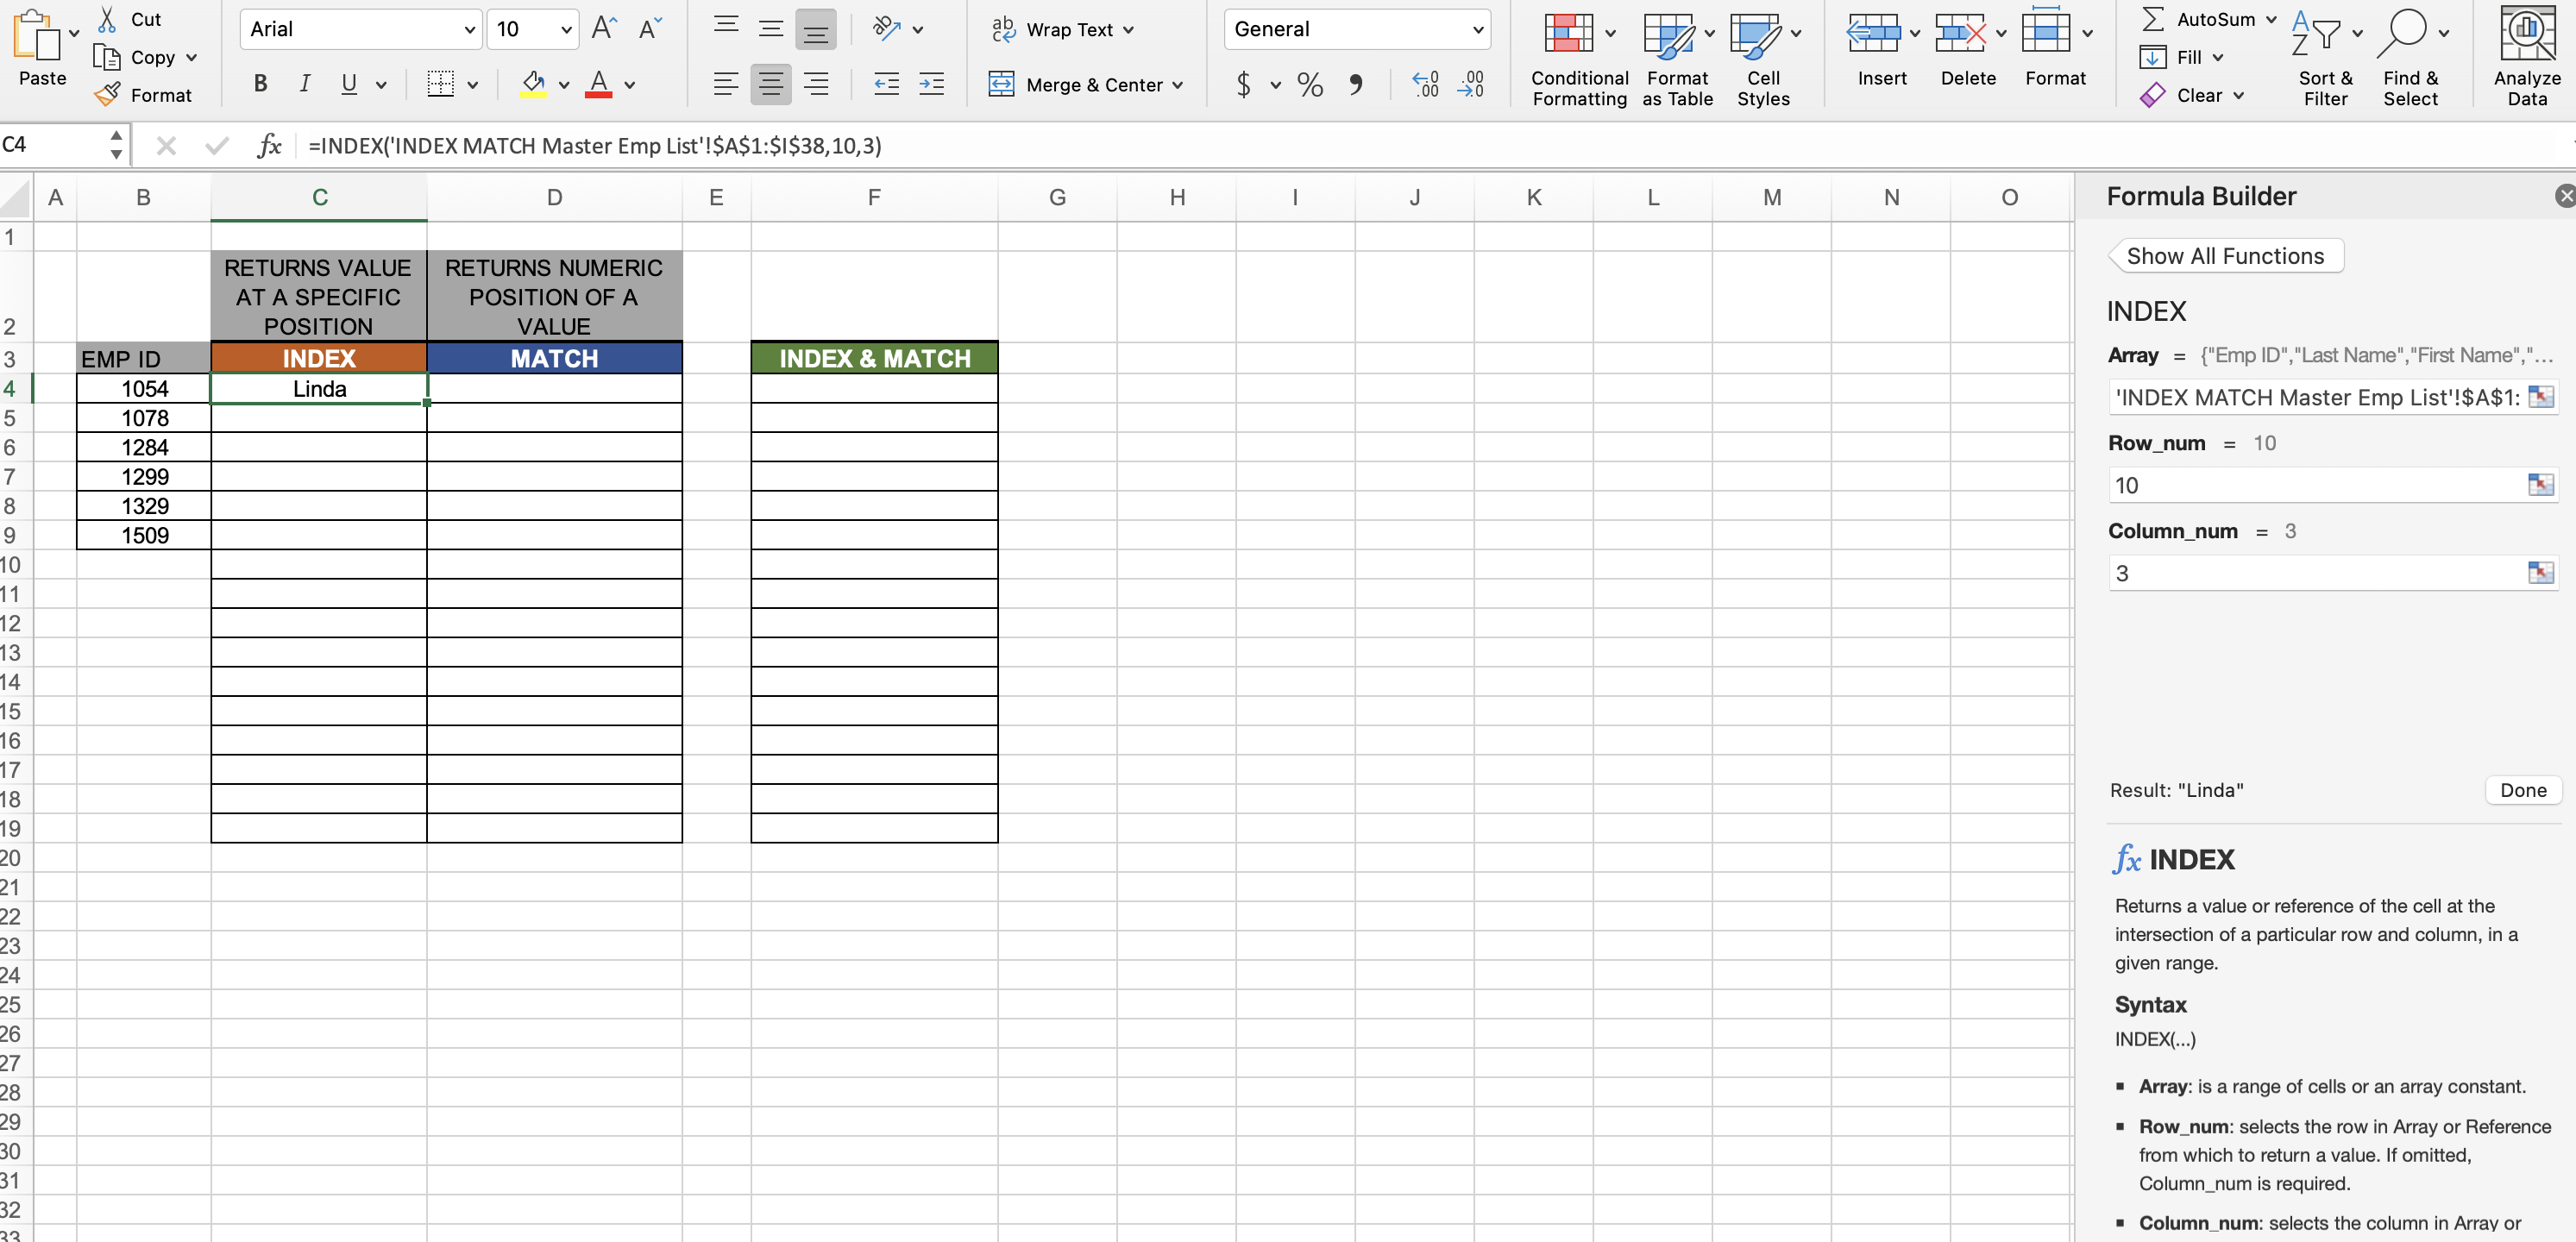 Paste
Cut
Copy
Format
Arial
10
B I U
Wrap Text
Merge & Center
General
$ % ,
Conditional Formatting
Format as Table
Cell Styles
Insert
Delete
Format
AutoSum
Fill
Clear
Sort & Filter
Find & Select
Analyze Data
C4
fx =INDEX('INDEX MATCH Master Emp List'!$A$1:$I$38,10,3)
A B C D E F G H I J K L M N O
1
2
RETURNS VALUE AT A SPECIFIC POSITION
RETURNS NUMERIC POSITION OF A VALUE
3 EMP ID INDEX MATCH INDEX & MATCH
4 1054 Linda
5 1078
6 1284
7 1299
8 1329
9 1509
10
11
12
13
14
15
16
17
18
19
20
21
22
23
24
25
26
27
28
29
30
31
32
33
Formula Builder
Show All Functions
INDEX
Array = {"Emp ID","Last Name","First Name","...
'INDEX MATCH Master Emp List'!$A$1:
Row_num = 10
10
Column_num = 3
3
Result: "Linda"
Done
fx INDEX
Returns a value or reference of the cell at the
intersection of a particular row and column, in a
given range.
Syntax
INDEX(...)
▪ Array: is a range of cells or an array constant.
▪ Row_num: selects the row in Array or Reference
from which to return a value. If omitted,
Column_num is required.
▪ Column_num: selects the column in Array or